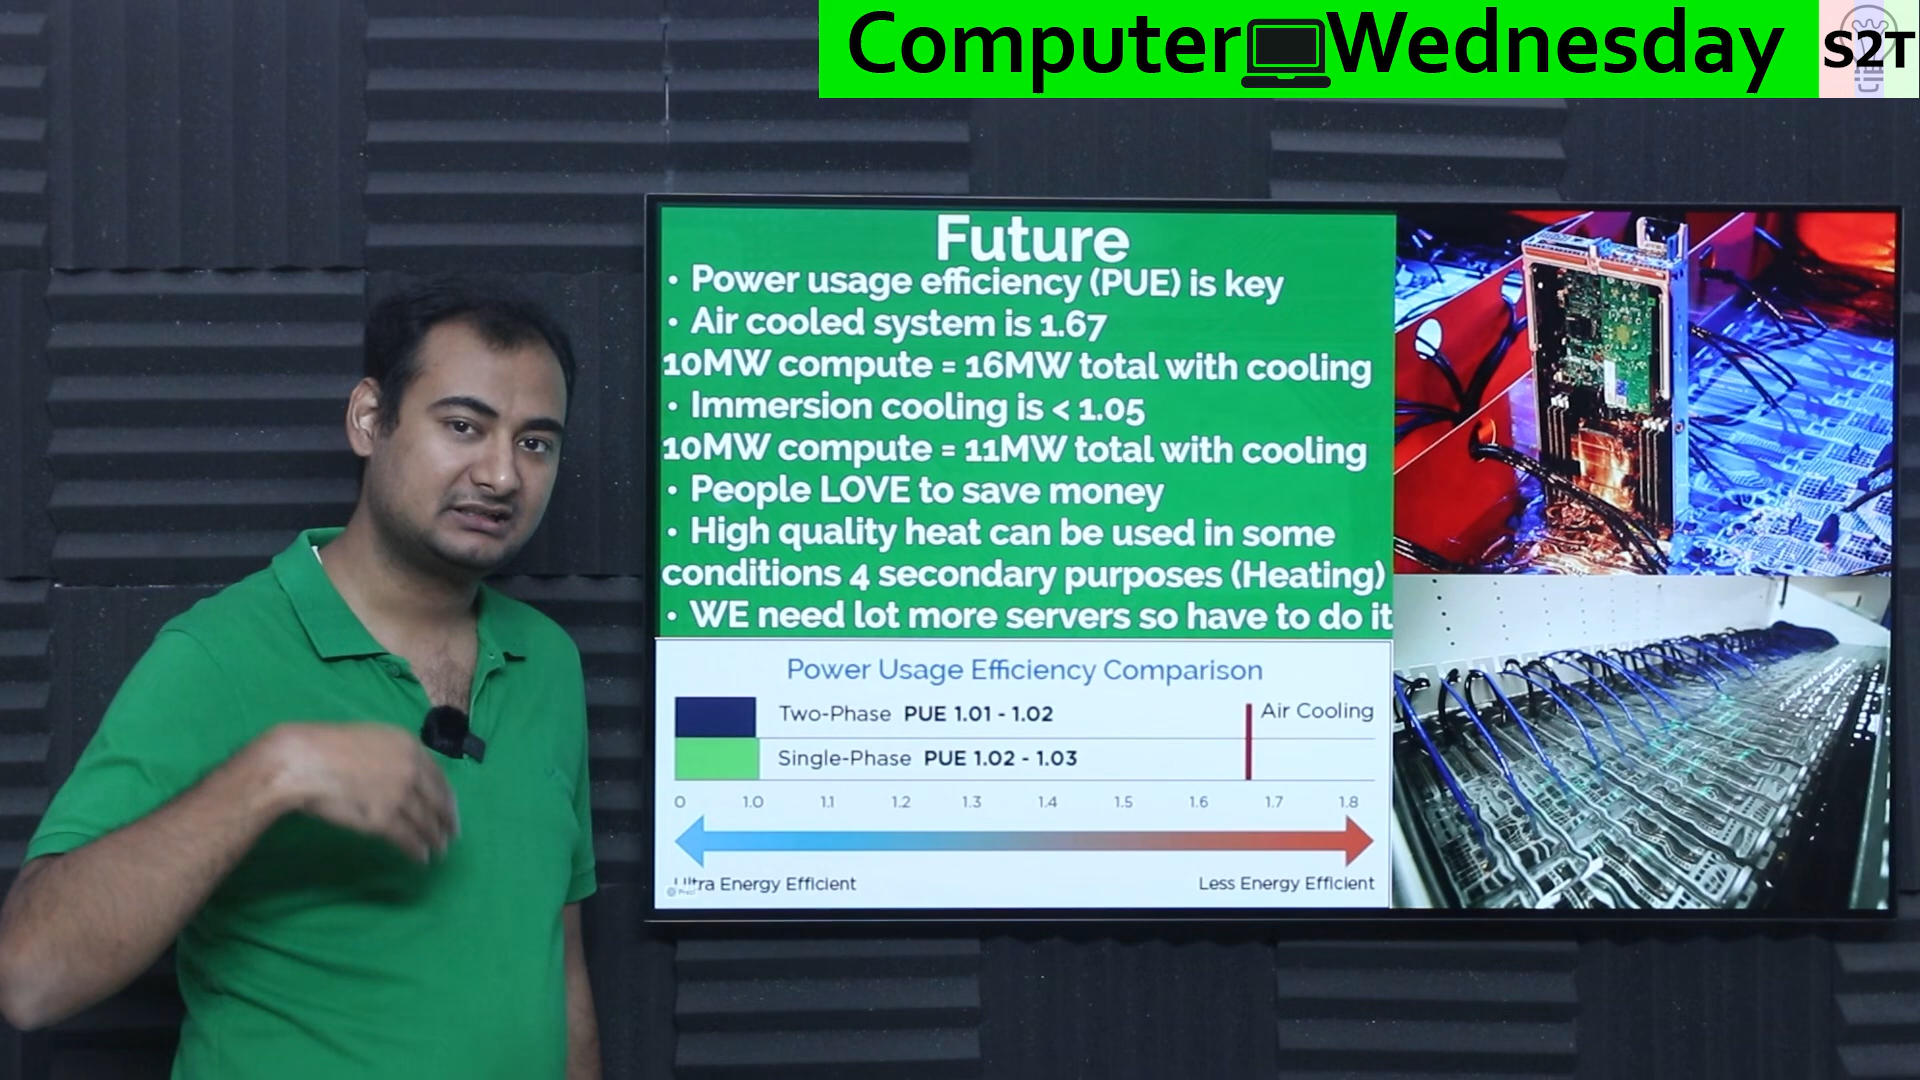 Computer Wednesday
S2T
Future
• Power usage efficiency (PUE) is key
• Air cooled system is 1.67
10MW compute = 16MW total with cooling
• Immersion cooling is < 1.05
10MW compute = 11MW total with cooling
• People LOVE to save money
• High quality heat can be used in some
conditions 4 secondary purposes (Heating)
• WE need lot more servers so have to do it
Power Usage Efficiency Comparison
Two-Phase PUE 1.01 - 1.02
Air Cooling
Single-Phase PUE 1.02 - 1.03
0 1.0 1.1 1.2 1.3 1.4 1.5 1.6 1.7 1.8
Ultra Energy Efficient
Less Energy Efficient